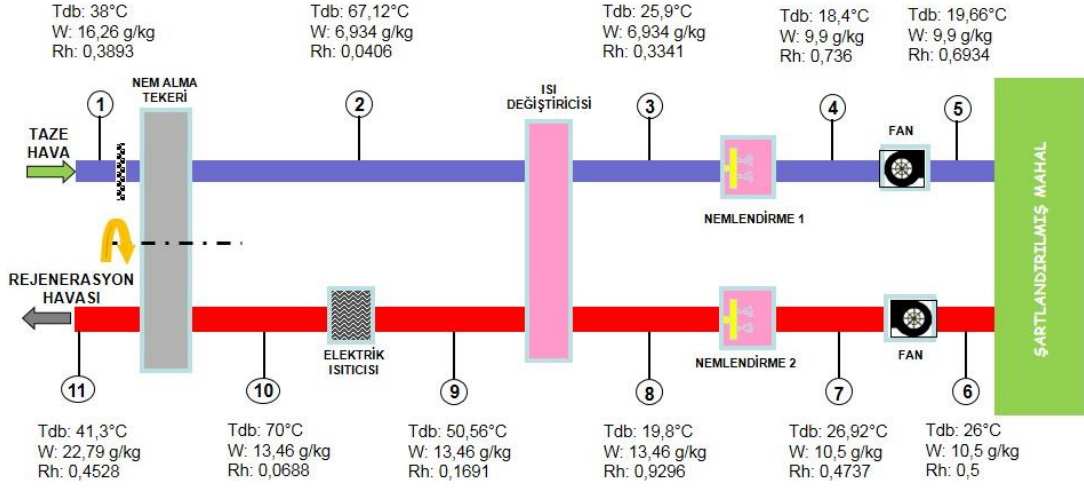 Tdb: 38°C
W: 16,26 g/kg
Rh: 0,3893
Tdb: 67,12°C
W: 6,934 g/kg
Rh: 0,0406
Tdb: 25,9°C
W: 6,934 g/kg
Rh: 0,3341
Tdb: 18,4°C
W: 9,9 g/kg
Rh: 0,736
Tdb: 19,66°C
W: 9,9 g/kg
Rh: 0,6934
NEM ALMA
TEKERİ
ISI
DEĞİŞTİRİCİSİ
1
2
3
4
5
TAZE
HAVA
FAN
NEMLENDİRME 1
ŞARTLANDIRILMIŞ MAHAL
REJENERASYON
HAVASI
ELEKTRİK
ISITICISI
NEMLENDİRME 2
FAN
11
10
9
8
7
6
Tdb: 41,3°C
W: 22,79 g/kg
Rh: 0,4528
Tdb: 70°C
W: 13,46 g/kg
Rh: 0,0688
Tdb: 50,56°C
W: 13,46 g/kg
Rh: 0,1691
Tdb: 19,8°C
W: 13,46 g/kg
Rh: 0,9296
Tdb: 26,92°C
W: 10,5 g/kg
Rh: 0,4737
Tdb: 26°C
W: 10,5 g/kg
Rh: 0,5